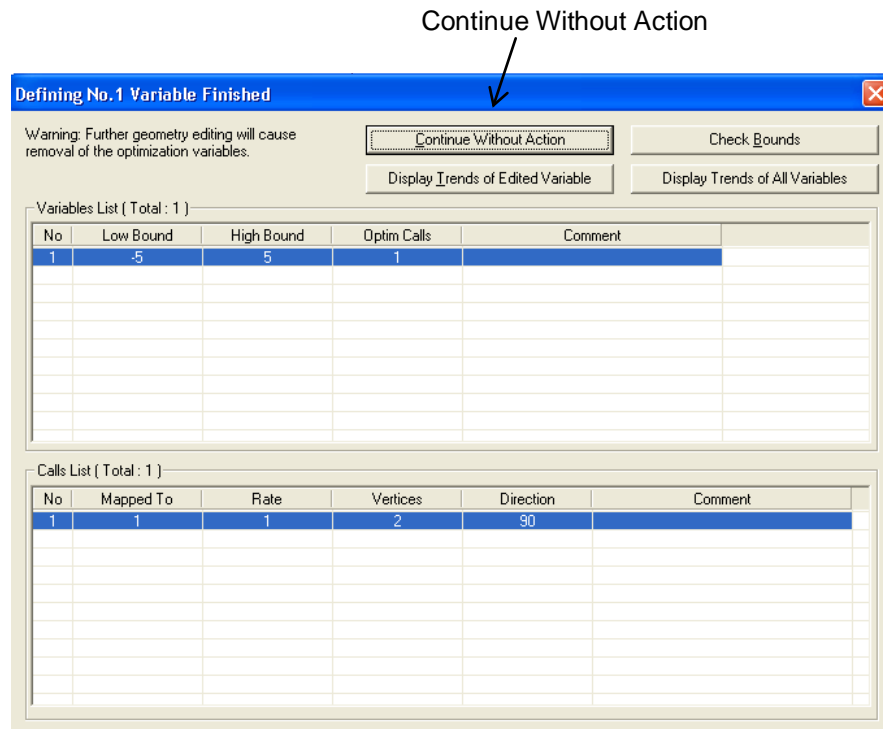 Continue Without Action
Defining No.1 Variable Finished
Warning: Further geometry editing will cause
removal of the optimization variables.
Continue Without Action
Check Bounds
Display Trends of Edited Variable
Display Trends of All Variables
Variables List ( Total : 1 )
No Low Bound High Bound Optim Calls Comment
1 -5 5 1
Calls List ( Total : 1 )
No Mapped To Rate Vertices Direction Comment
1 1 1 2 90